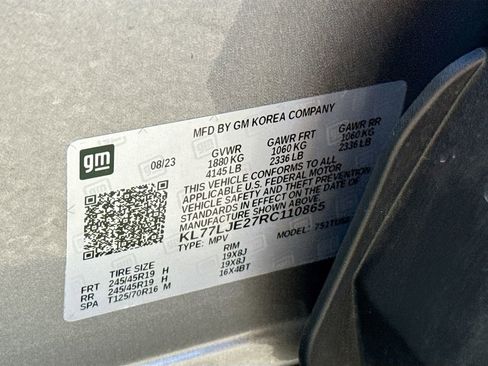 MFD BY GM KOREA COMPANY
gm
08/23
GVWR GAWR FRT GAWR RR
1880 KG 1060 KG 1060 KG
4145 LB 2336 LB 2336 LB
THIS VEHICLE CONFORMS TO ALL
APPLICABLE U.S. FEDERAL MOTOR
VEHICLE SAFETY AND THEFT PREVENTION
STANDARDS IN EFFECT ON THE DATE OF
MANUFACTURE SHOWN ABOVE.
KL77LJE27RC110865
TYPE: MPV MODEL:
TIRE SIZE RIM
FRT 245/45R19 H 19X8J
RR 245/45R19 H 19X8J
SPA T125/70R16 M 16X4BT